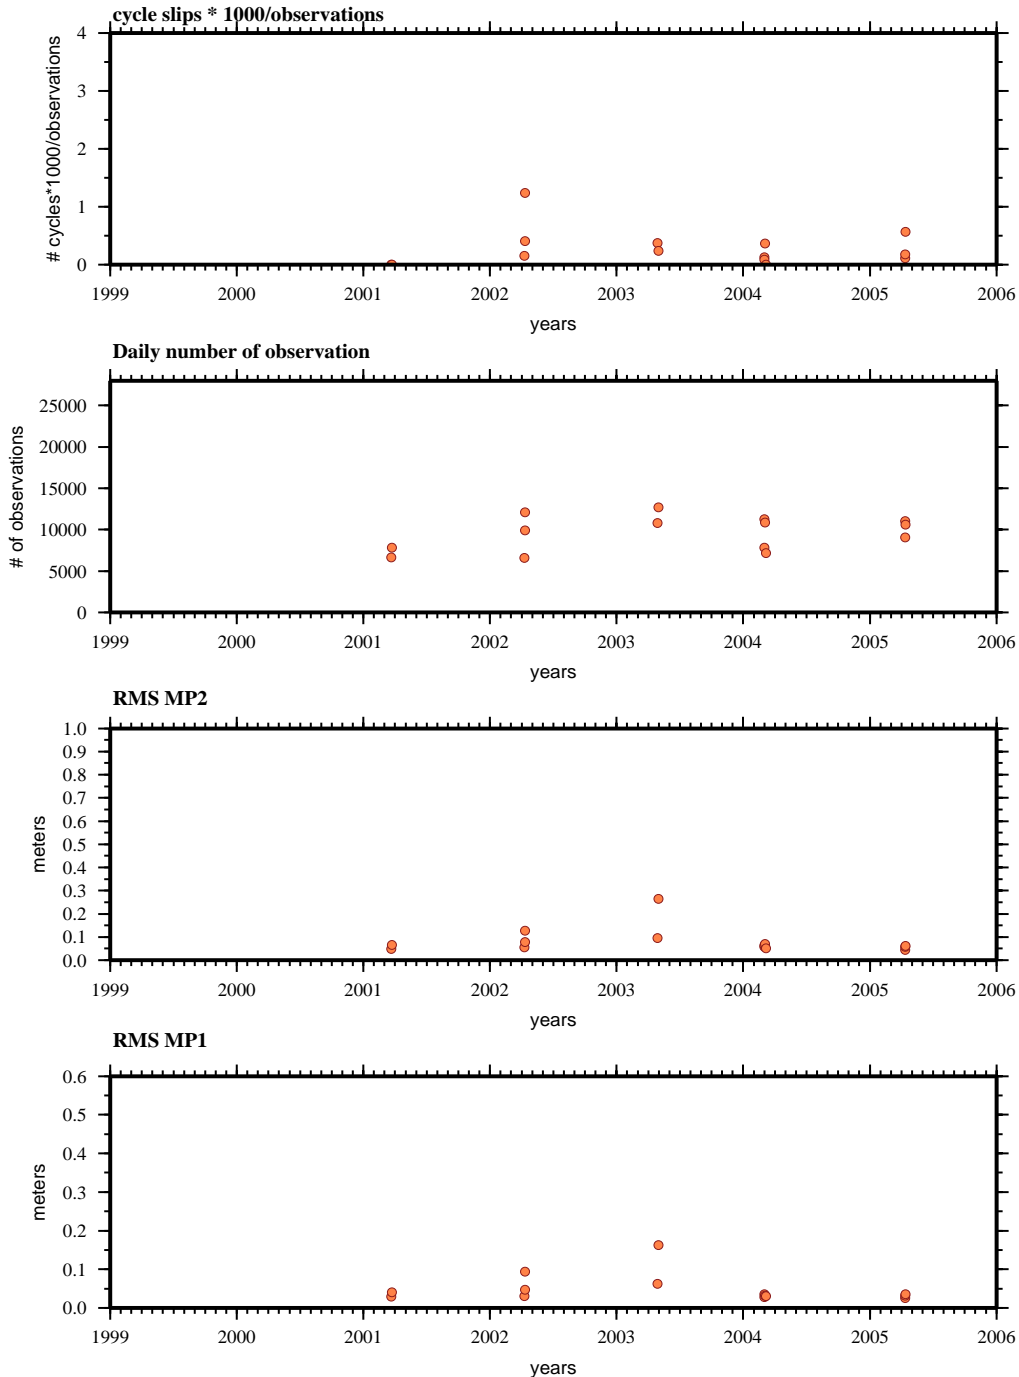 cycle slips * 1000/observations
# cycles*1000/observations
4
3
2
1
0
1999 2000 2001 2002 2003 2004 2005 2006
years
Daily number of observation
# of observations
25000
20000
15000
10000
5000
0
1999 2000 2001 2002 2003 2004 2005 2006
years
RMS MP2
meters
1.0
0.9
0.8
0.7
0.6
0.5
0.4
0.3
0.2
0.1
0.0
1999 2000 2001 2002 2003 2004 2005 2006
years
RMS MP1
meters
0.6
0.5
0.4
0.3
0.2
0.1
0.0
1999 2000 2001 2002 2003 2004 2005 2006
years